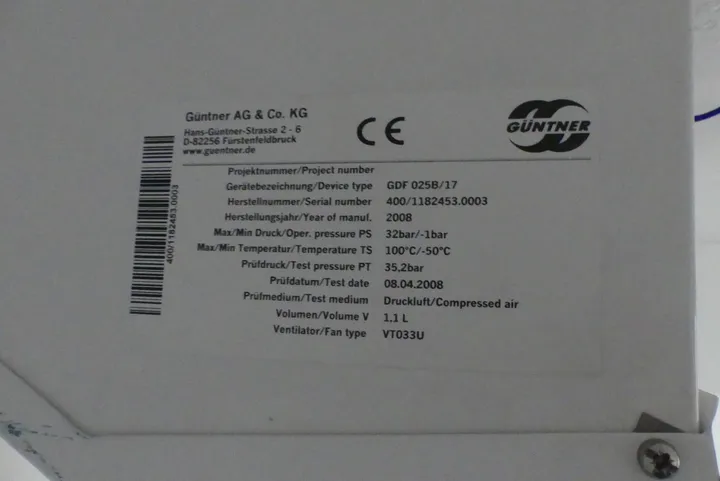 Güntner AG & Co. KG
Hans-Güntner-Strasse 2 - 6
D-82256 Fürstenfeldbruck
www.guentner.de
CE
GÜNTNER
400/1182453.0003
Projektnummer/Project number
Gerätebezeichnung/Device type GDF 025B/17
Herstellnummer/Serial number 400/1182453.0003
Herstellungsjahr/Year of manuf. 2008
Max/Min Druck/Oper. pressure PS 32bar/-1bar
Max/Min Temperatur/Temperature TS 100°C/-50°C
Prüfdruck/Test pressure PT 35,2bar
Prüfdatum/Test date 08.04.2008
Prüfmedium/Test medium Druckluft/Compressed air
Volumen/Volume V 1,1 L
Ventilator/Fan type VT033U